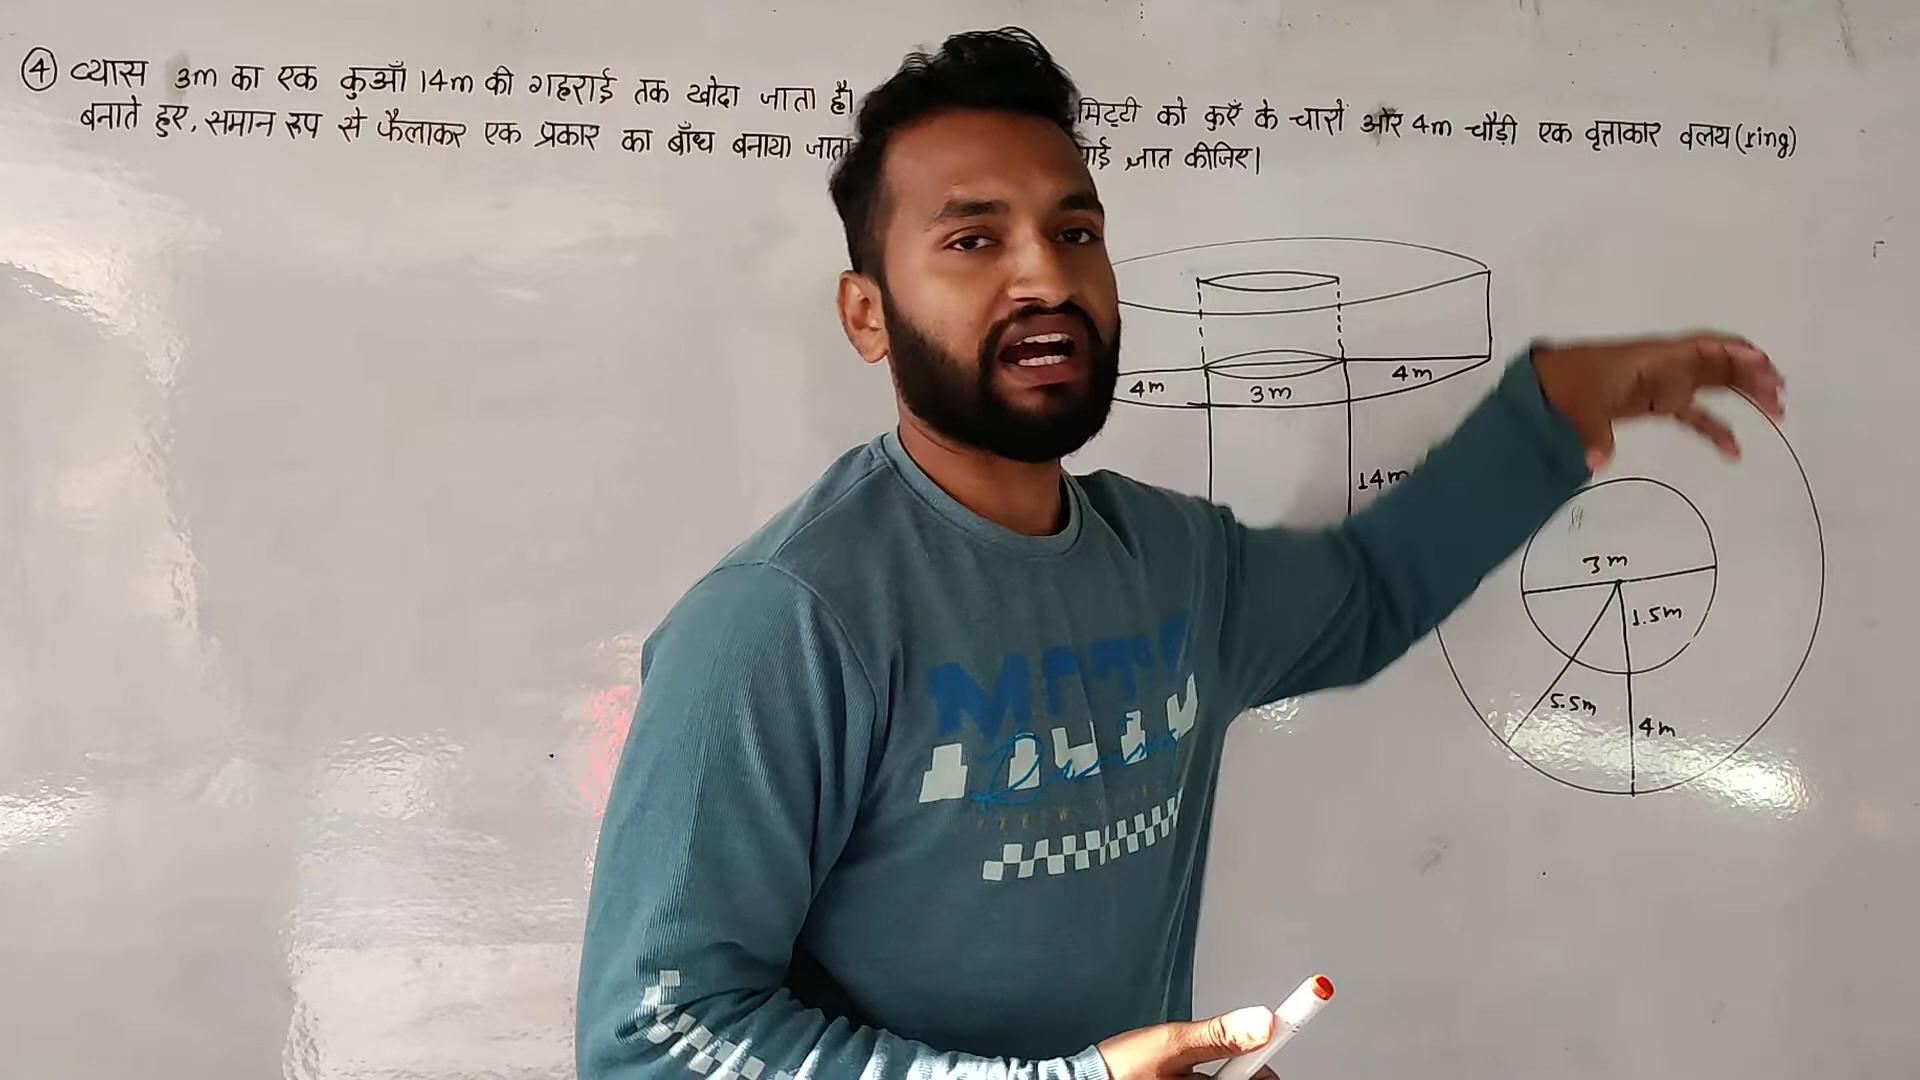 ④ व्यास 3m का एक कुआँ 14m की गहराई तक खोदा जाता है। मिट्टी को कुएँ के चारों ओर 4m चौड़ी एक वृत्ताकार वलय (ring)
बनाते हुए, समान रूप से फैलाकर एक प्रकार का बाँध बनाया जाता ज्ञात कीजिए।
4m
3m
4m
14m
3m
1.5m
5.5m
4m